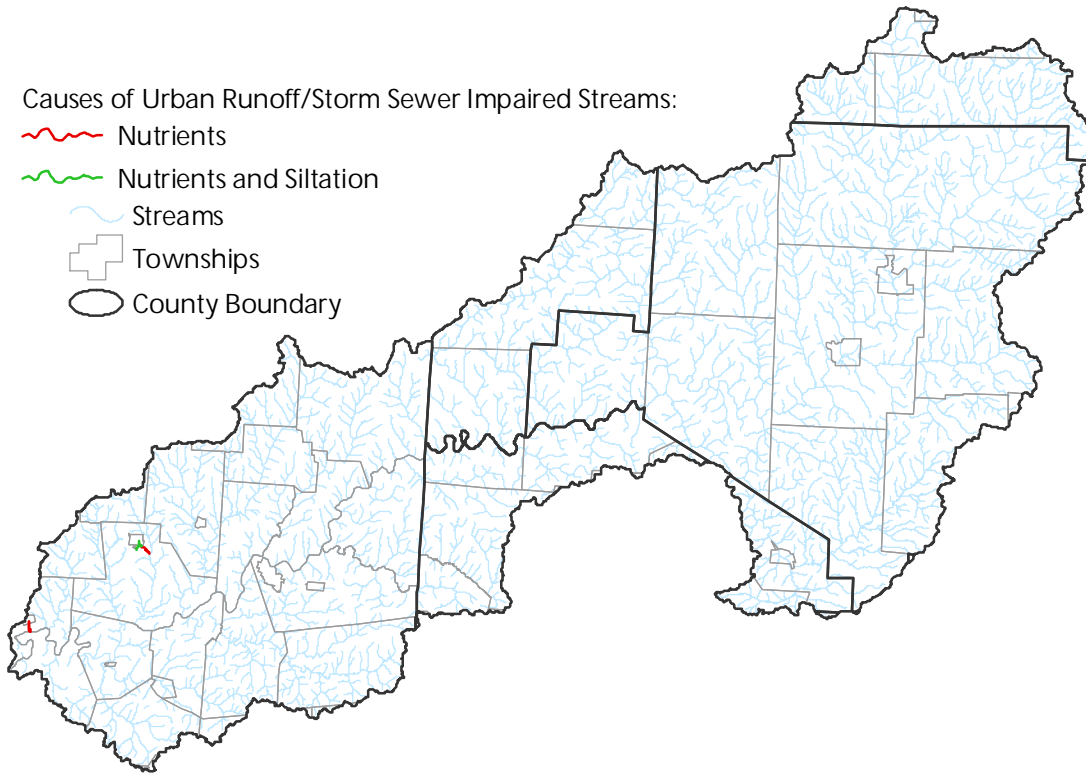 Causes of Urban Runoff/Storm Sewer Impaired Streams:
Nutrients
Nutrients and Siltation
Streams
Townships
County Boundary